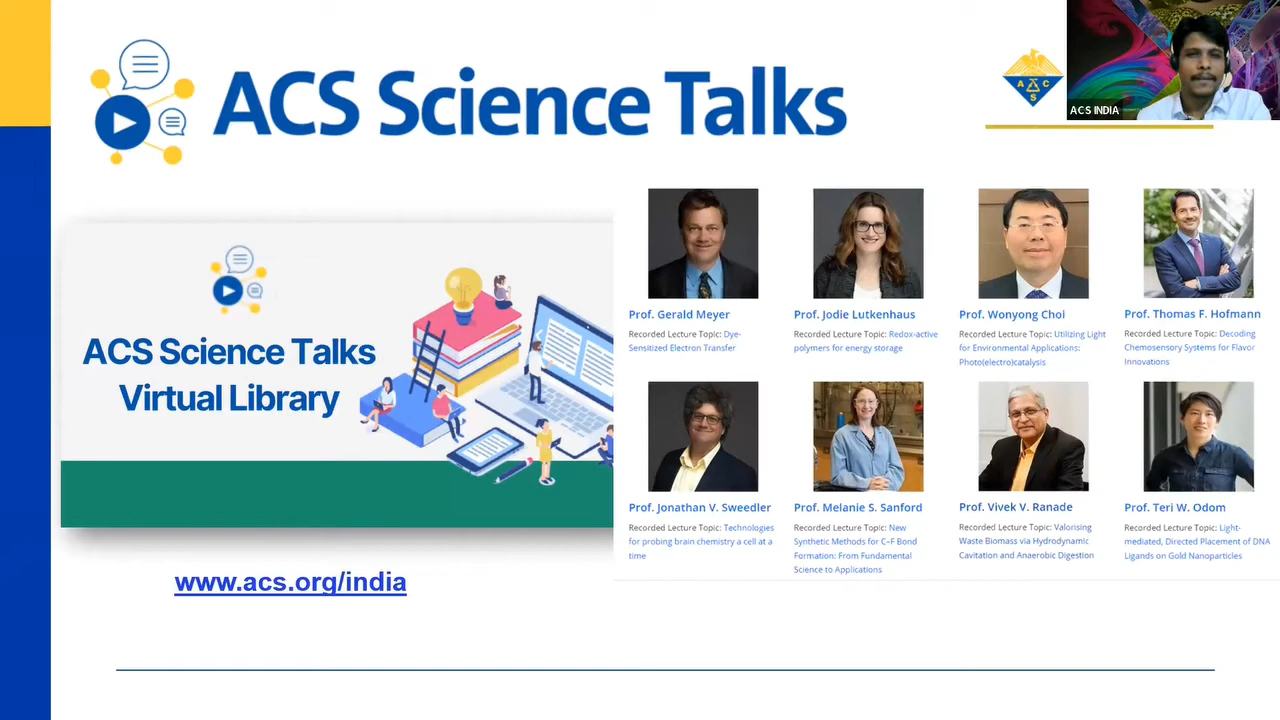 ACS Science Talks
A C
S
ACS INDIA
ACS Science Talks
Virtual Library
www.acs.org/india
Prof. Gerald Meyer
Recorded Lecture Topic: Dye-
Sensitized Electron Transfer
Prof. Jodie Lutkenhaus
Recorded Lecture Topic: Redox-active
polymers for energy storage
Prof. Wonyong Choi
Recorded Lecture Topic: Utilizing Light
for Environmental Applications:
Photo(electro)catalysis
Prof. Thomas F. Hofmann
Recorded Lecture Topic: Decoding
Chemosensory Systems for Flavor
Innovations
Prof. Jonathan V. Sweedler
Recorded Lecture Topic: Technologies
for probing brain chemistry a cell at a
time
Prof. Melanie S. Sanford
Recorded Lecture Topic: New
Synthetic Methods for C–F Bond
Formation: From Fundamental
Science to Applications
Prof. Vivek V. Ranade
Recorded Lecture Topic: Valorising
Waste Biomass via Hydrodynamic
Cavitation and Anaerobic Digestion
Prof. Teri W. Odom
Recorded Lecture Topic: Light-
mediated, Directed Placement of DNA
Ligands on Gold Nanoparticles